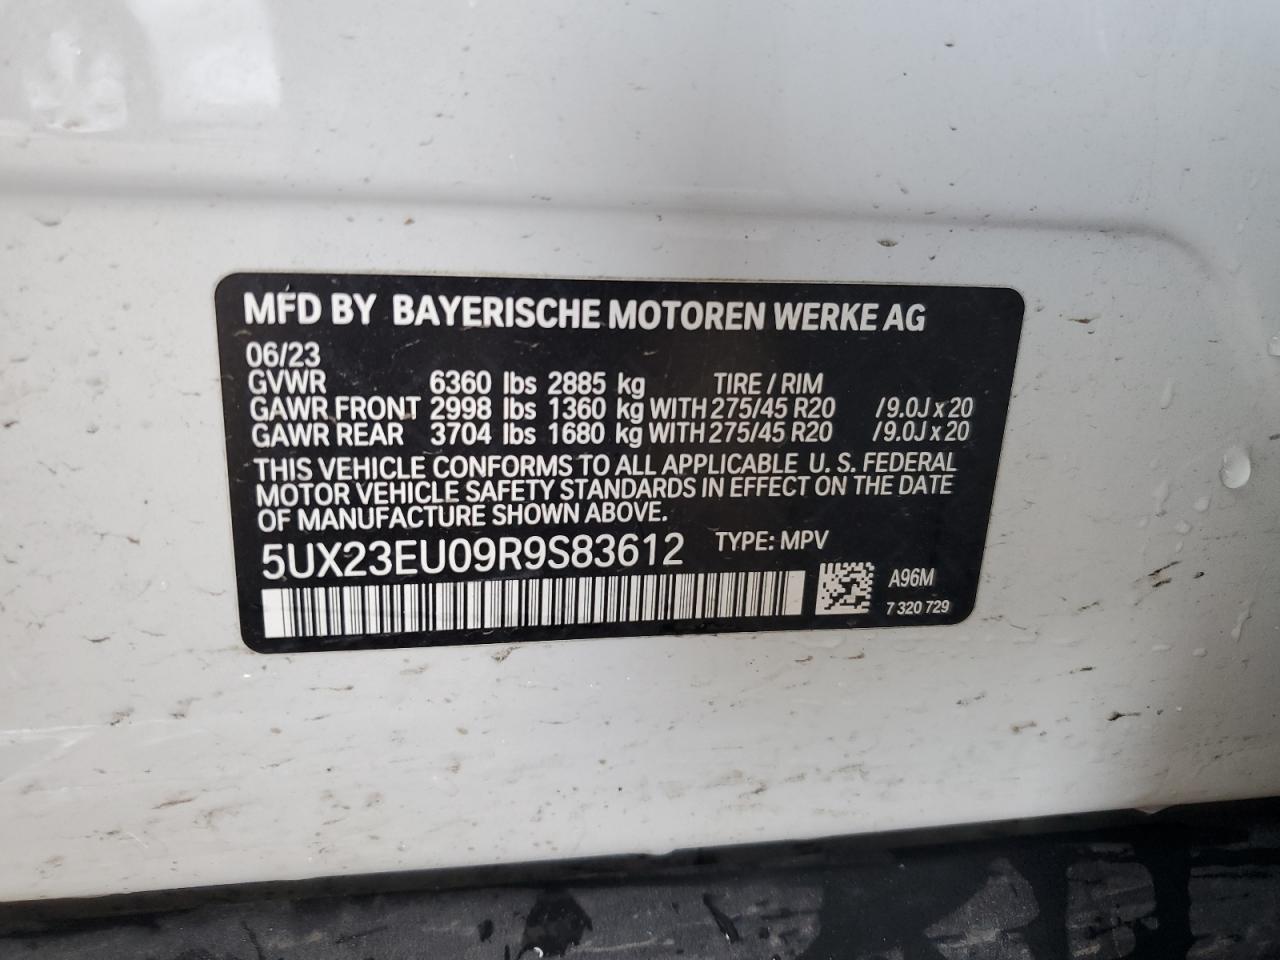 MFD BY BAYERISCHE MOTOREN WERKE AG
06/23
GVWR 6360 lbs 2885 kg TIRE / RIM
GAWR FRONT 2998 lbs 1360 kg WITH 275/45 R20 /9.0J x 20
GAWR REAR 3704 lbs 1680 kg WITH 275/45 R20 /9.0J x 20
THIS VEHICLE CONFORMS TO ALL APPLICABLE U. S. FEDERAL
MOTOR VEHICLE SAFETY STANDARDS IN EFFECT ON THE DATE
OF MANUFACTURE SHOWN ABOVE.
5UX23EU09R9S83612 TYPE: MPV
A96M
7 320 729